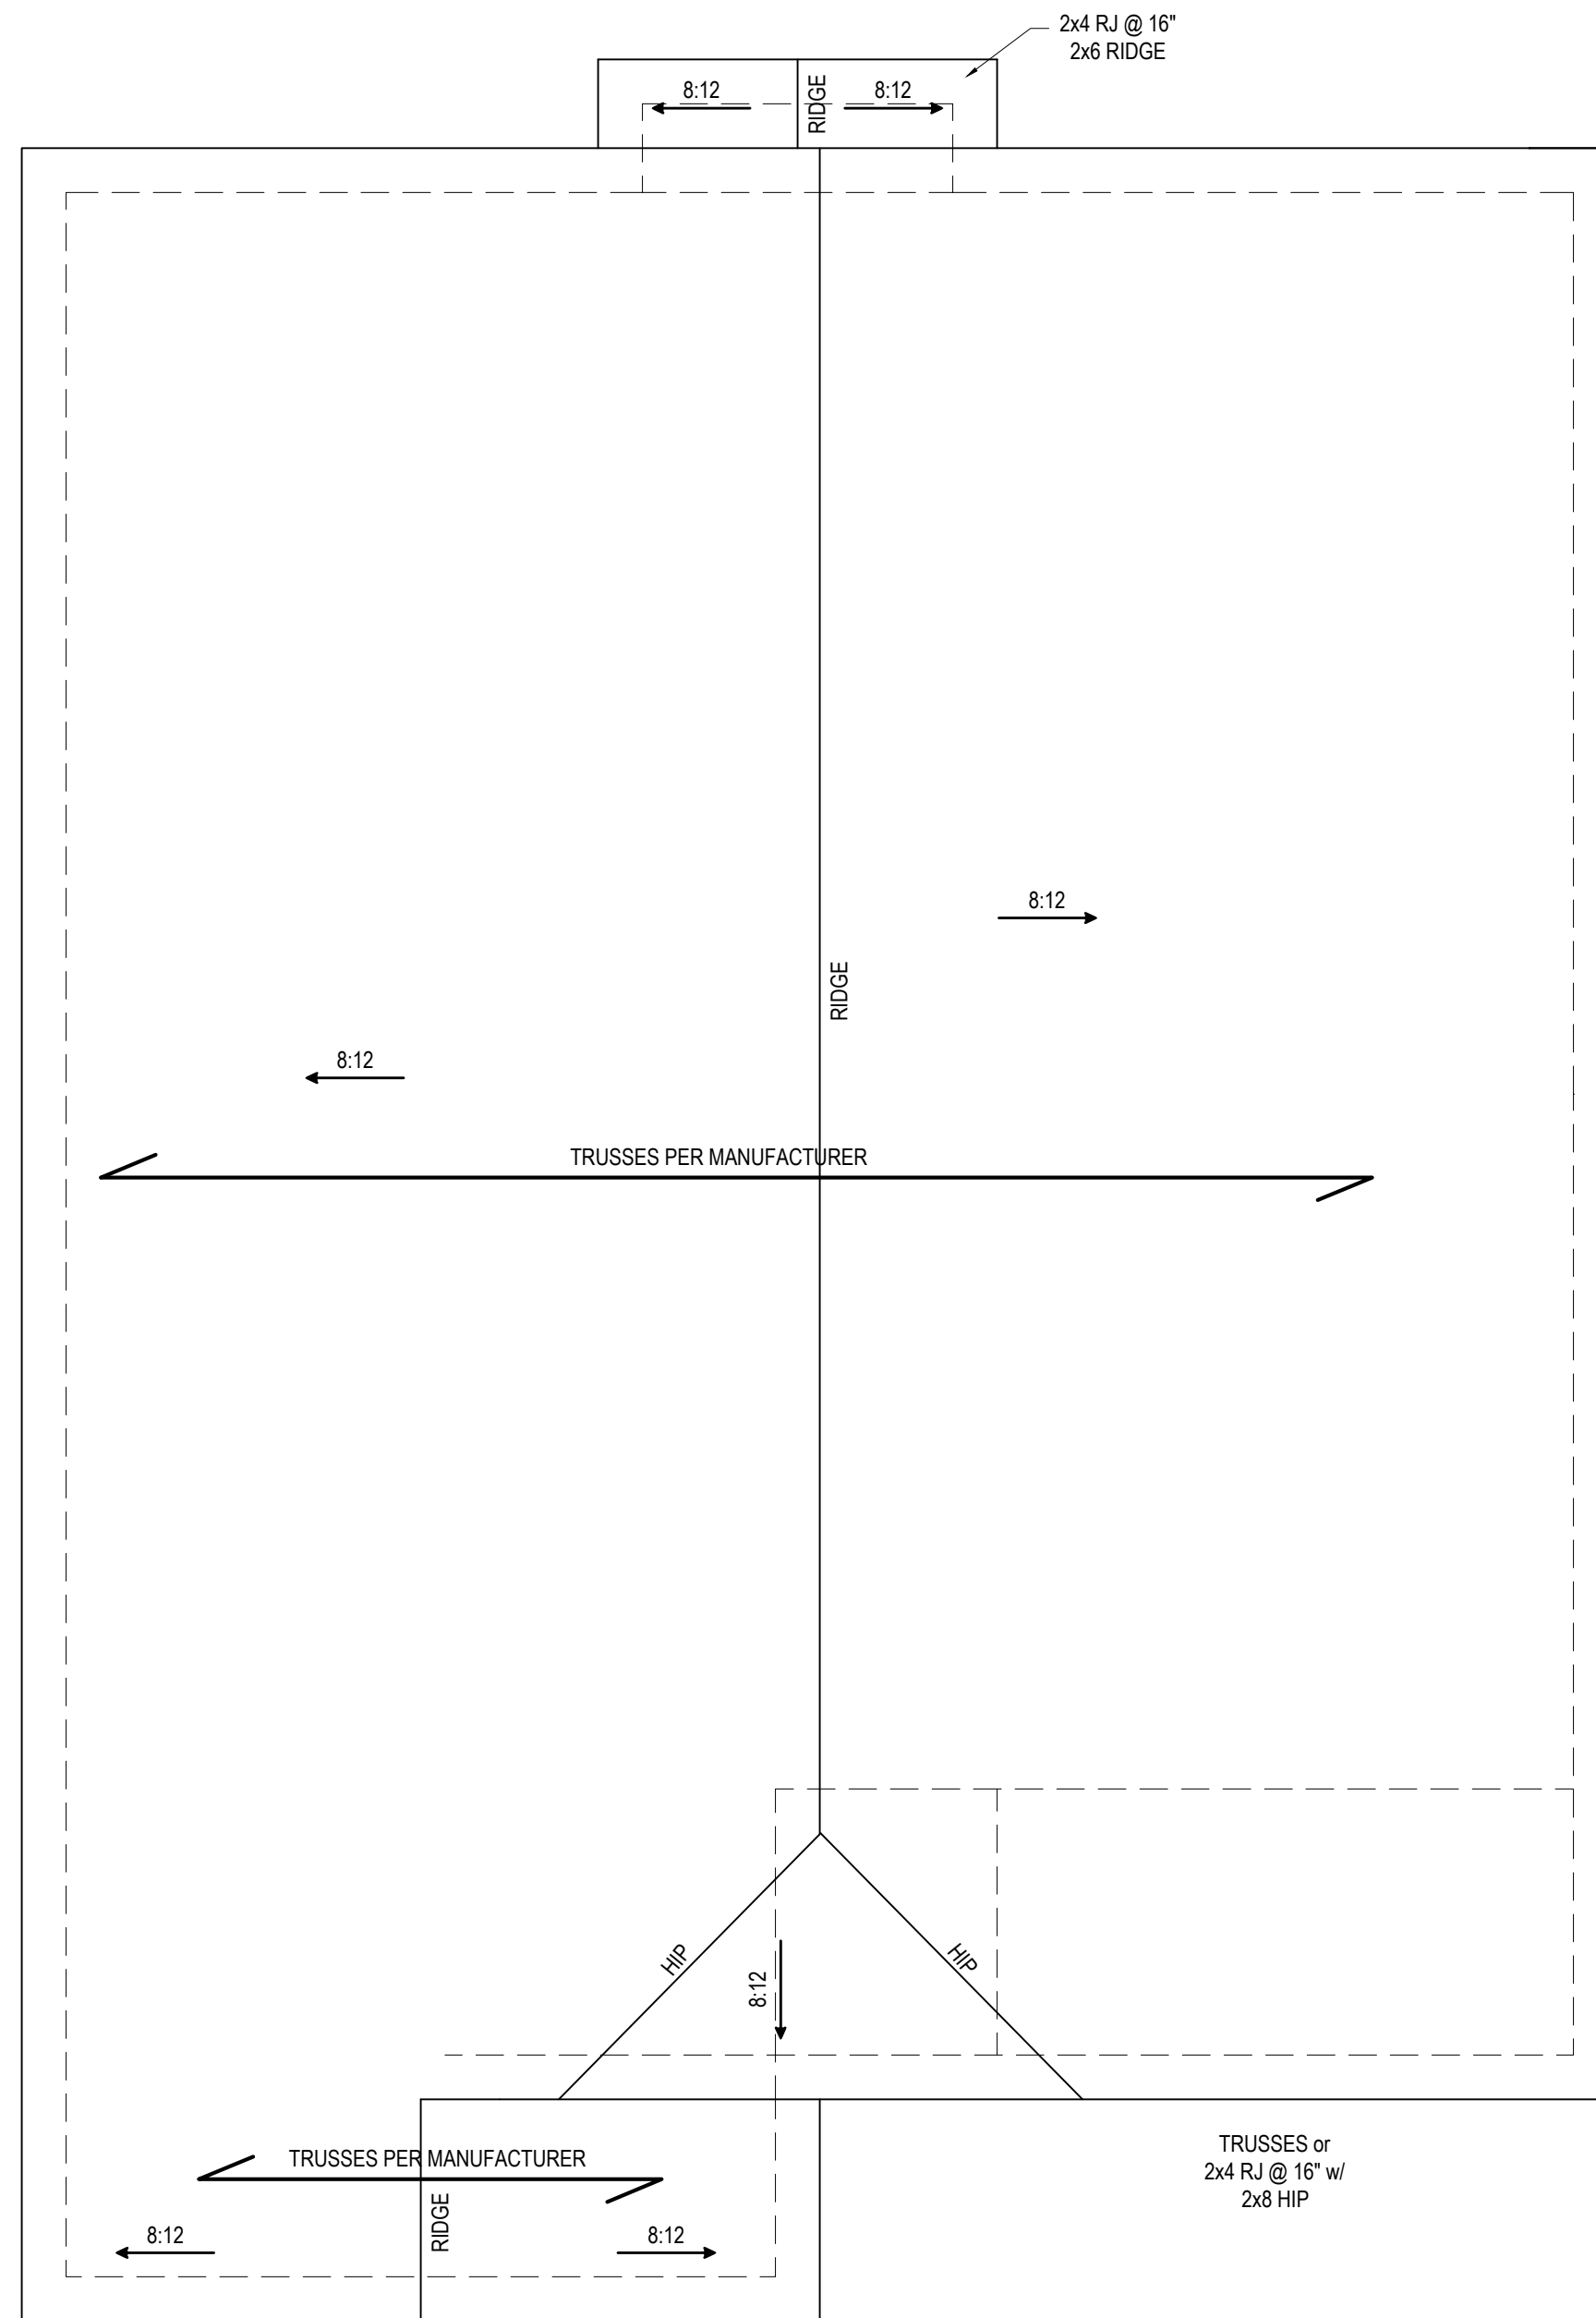 2x4 RJ @ 16"
2x6 RIDGE
8:12
RIDGE
8:12
8:12
RIDGE
8:12
TRUSSES PER MANUFACTURER
HIP
HIP
8:12
TRUSSES PER MANUFACTURER
TRUSSES or
2x4 RJ @ 16" w/
2x8 HIP
8:12
RIDGE
8:12